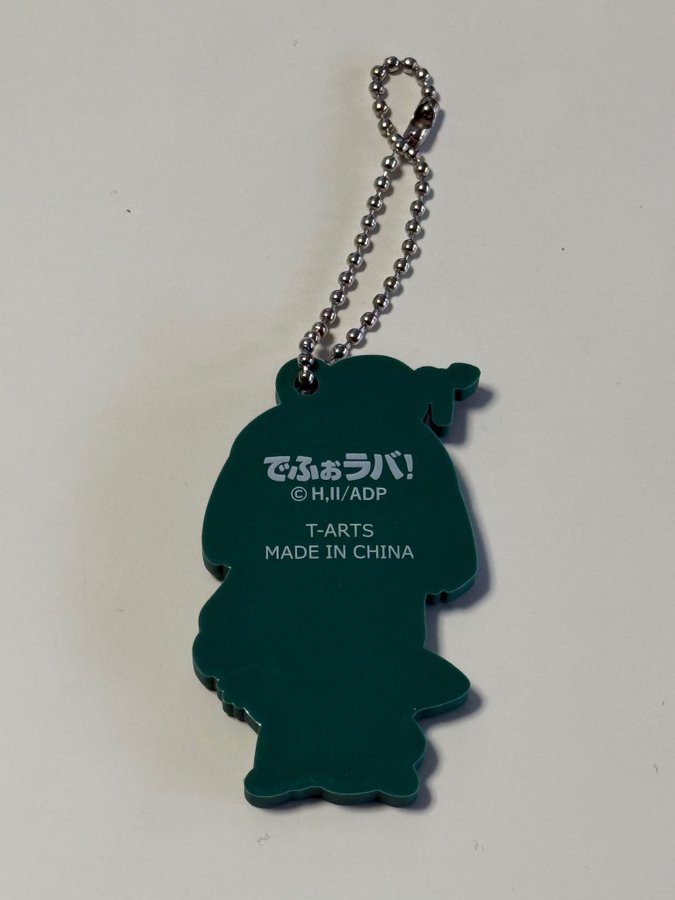 でふぉラバ!
© H,II/ADP
T-ARTS
MADE IN CHINA